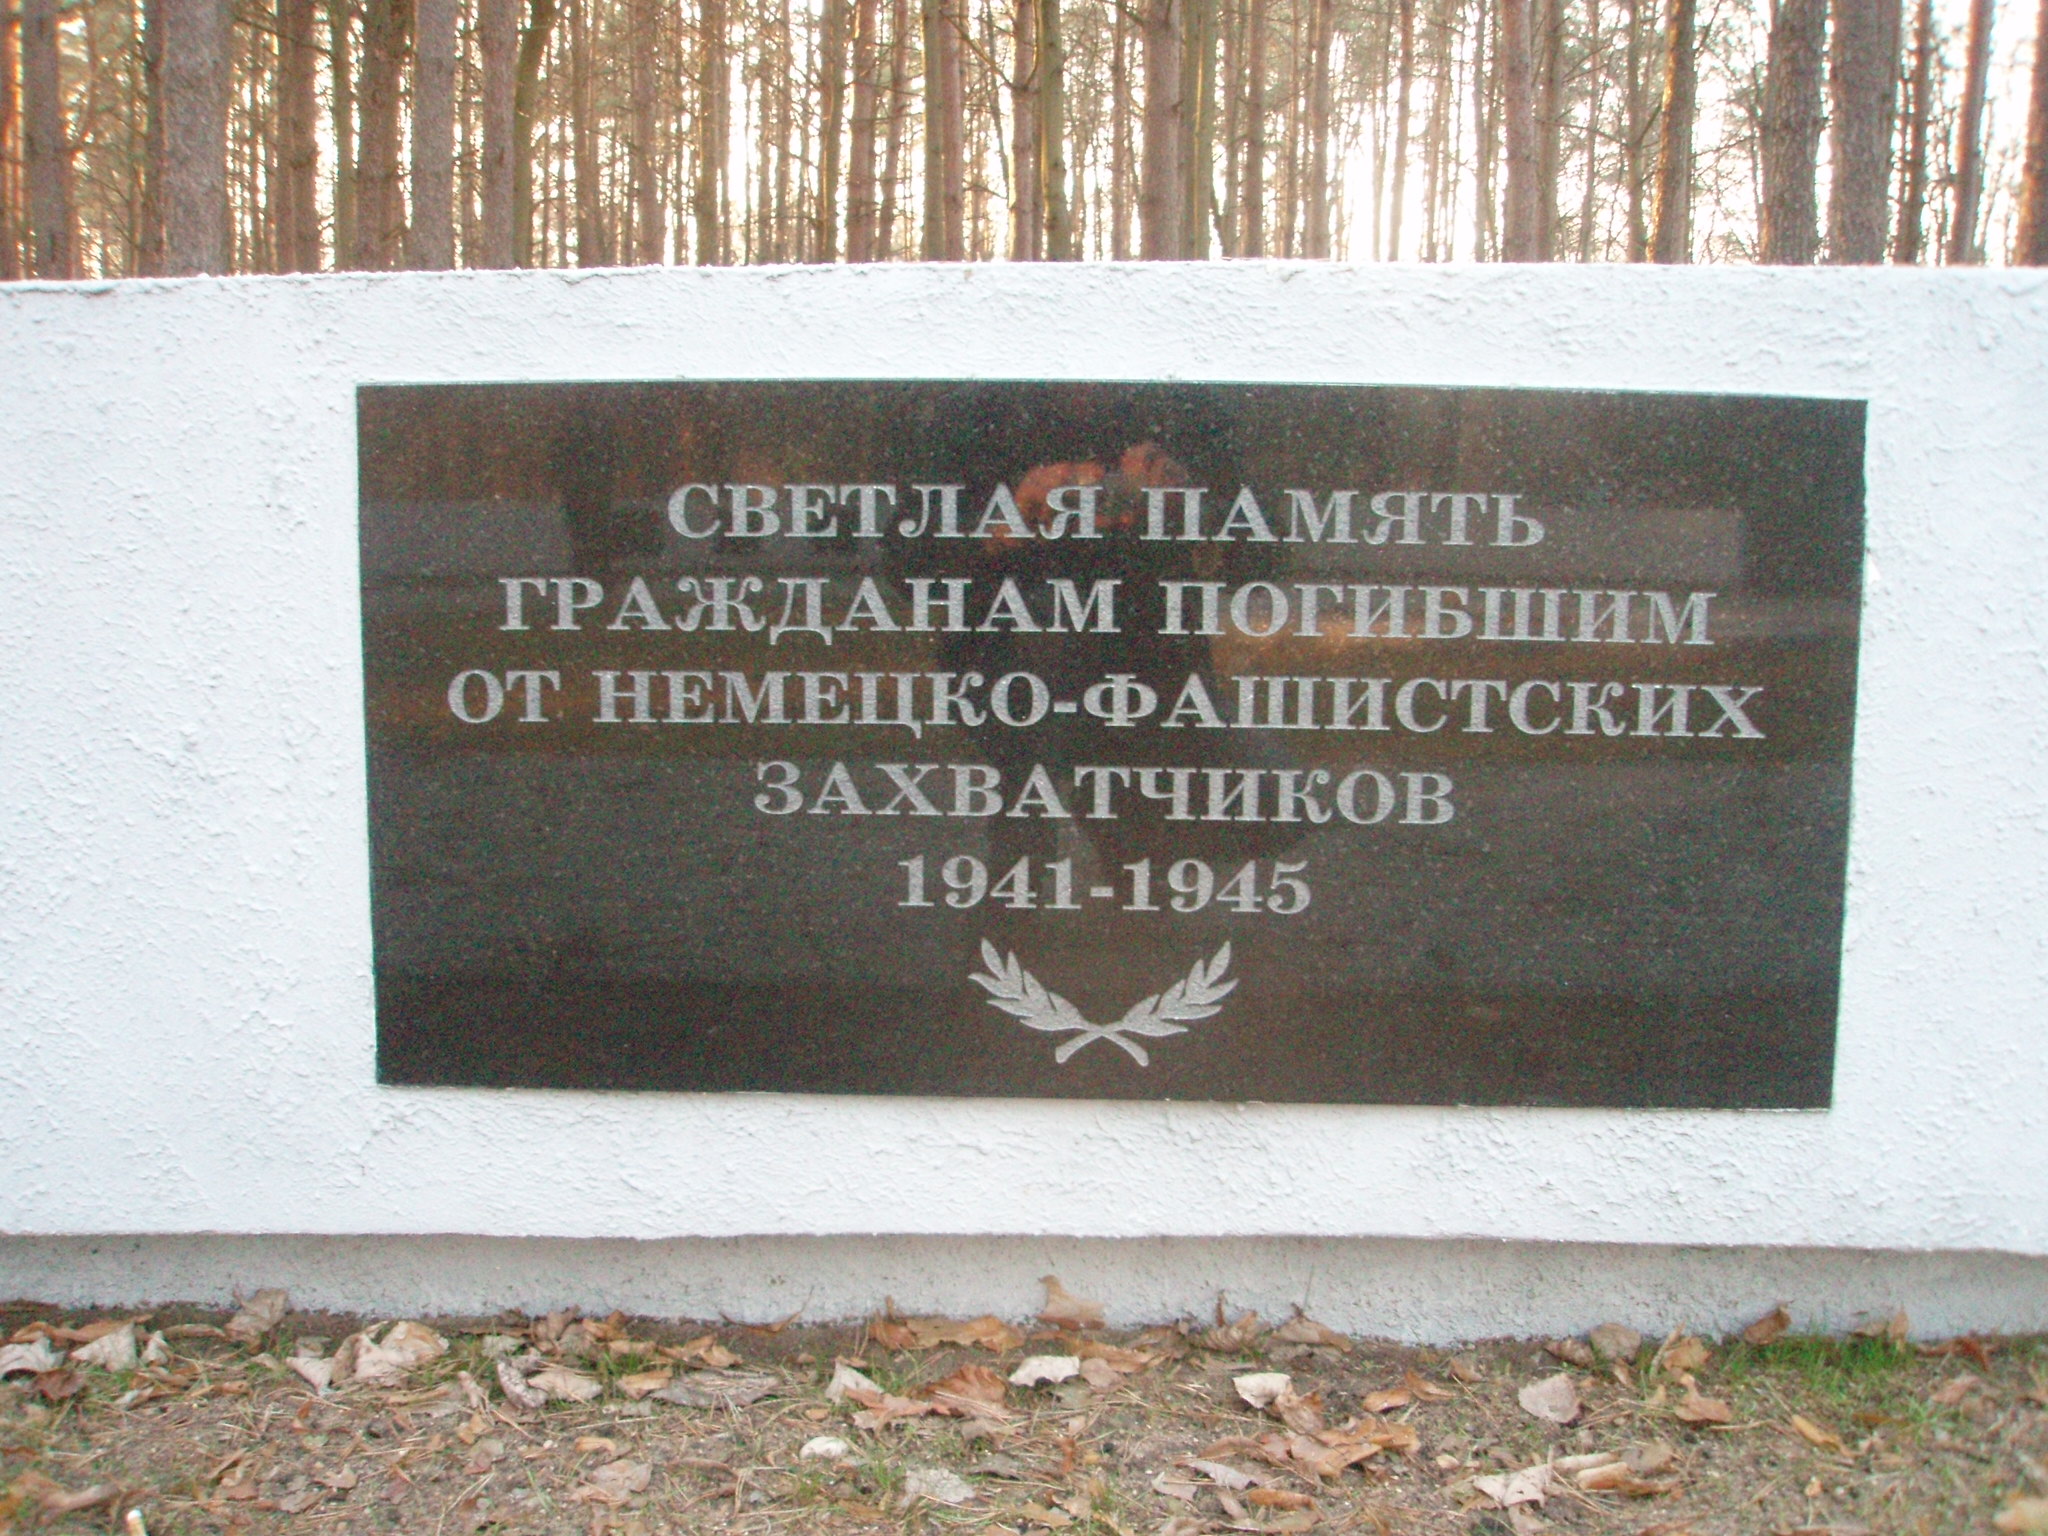 СВЕТЛАЯ ПАМЯТЬ
ГРАЖДАНАМ ПОГИБШИМ
ОТ НЕМЕЦКО-ФАШИСТСКИХ
ЗАХВАТЧИКОВ
1941-1945